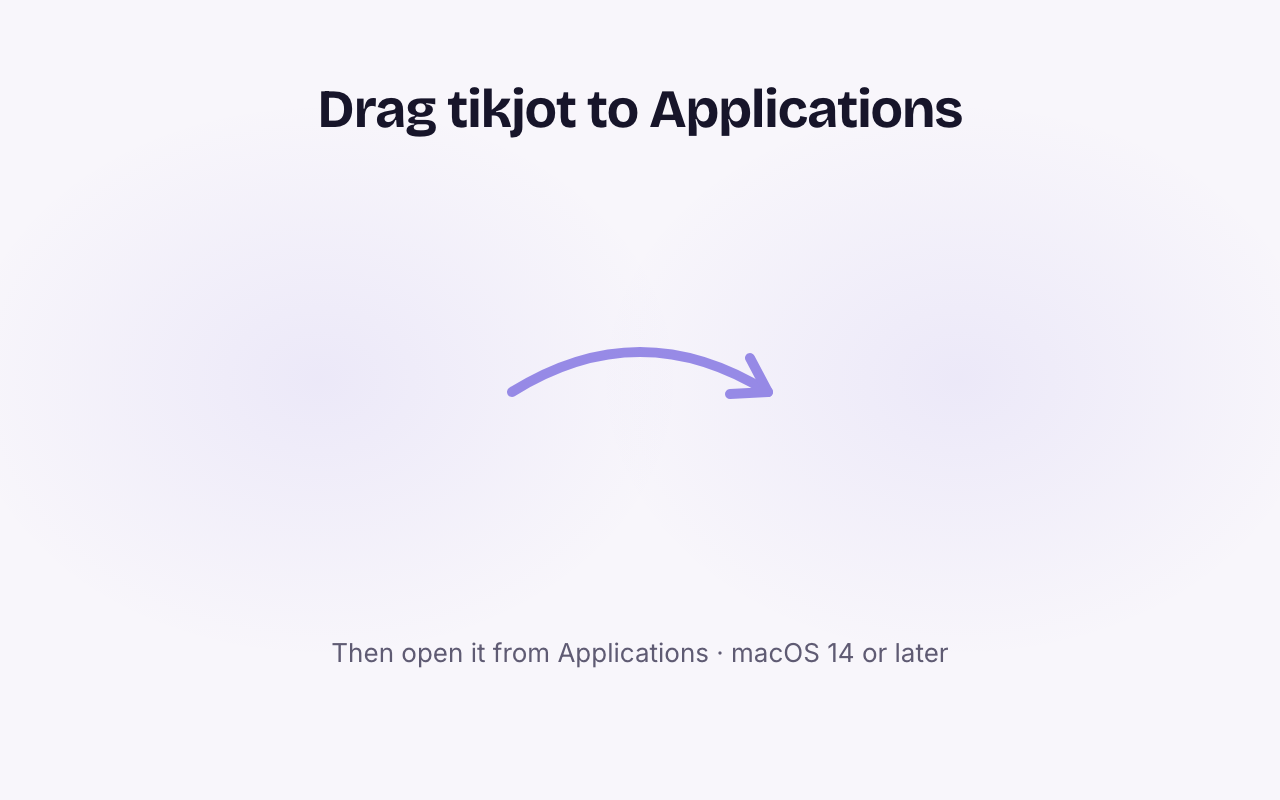 Drag tikjot to Applications
Then open it from Applications · macOS 14 or later